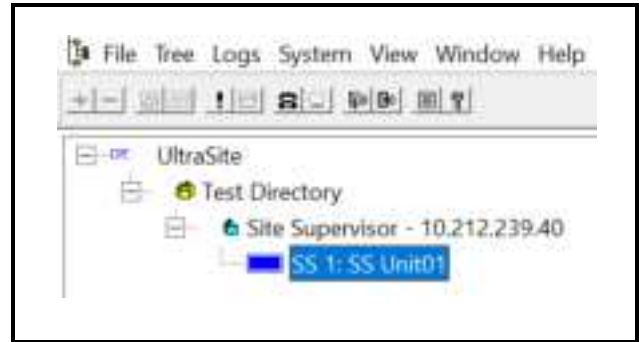 File Tree Logs System View Window Help
UltraSite
Test Directory
Site Supervisor - 10.212.239.40
SS 1: SS Unit01